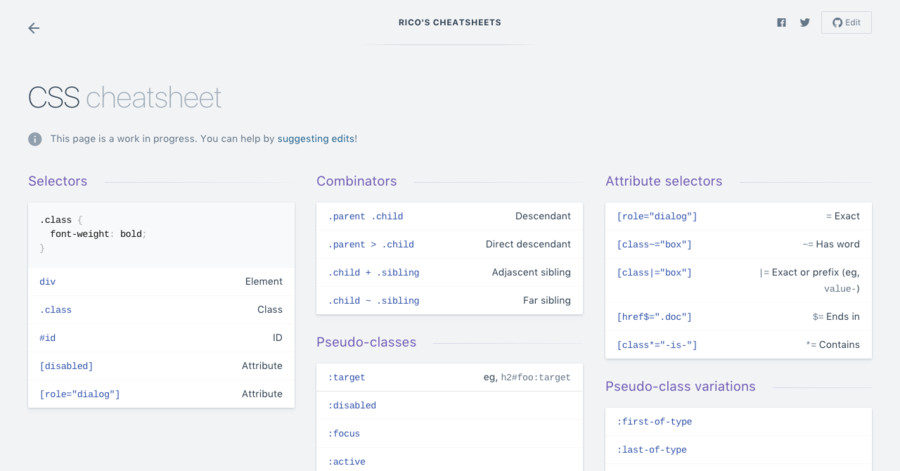 RICO'S CHEATSHEETS
Edit
CSS cheatsheet
This page is a work in progress. You can help by suggesting edits!
Selectors
.class {
font-weight: bold;
}
div Element
.class Class
#id ID
[disabled] Attribute
[role="dialog"] Attribute
Combinators
.parent .child Descendant
.parent > .child Direct descendant
.child + .sibling Adjascent sibling
.child ~ .sibling Far sibling
Pseudo-classes
:target eg, h2#foo:target
:disabled
:focus
:active
Attribute selectors
[role="dialog"] = Exact
[class~="box"] ~= Has word
[class|="box"] |= Exact or prefix (eg,
value-)
[href$=".doc"] $= Ends in
[class*="-is-"] *= Contains
Pseudo-class variations
:first-of-type
:last-of-type